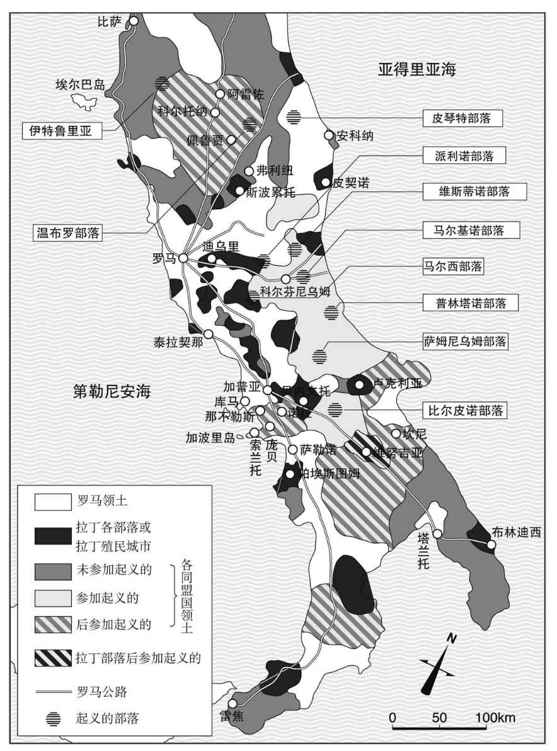 比萨
亚得里亚海
埃尔巴岛
阿雷佐
科尔托纳
皮琴特部落
伊特鲁里亚
佩鲁贾
安科纳
派利诺部落
弗利纽
斯波累托
皮契诺
维斯蒂诺部落
温布罗部落
马尔基诺部落
迪乌里
罗马
马尔西部落
科尔芬尼乌姆
普林塔诺部落
泰拉契那
萨姆尼乌姆部落
第勒尼安海
加普亚
卢克利亚
库马
那不勒斯
诺拉
比尔皮诺部落
加波里岛
索兰托
庞贝
坎尼
萨勒诺
维努吉亚
帕埃斯图姆
塔兰托
布林迪西
罗马领土
拉丁各部落或
拉丁殖民城市
未参加起义的
参加起义的
后参加起义的
各同盟国领土
拉丁部落后参加起义的
罗马公路
起义的部落
雷焦
N
0 50 100km